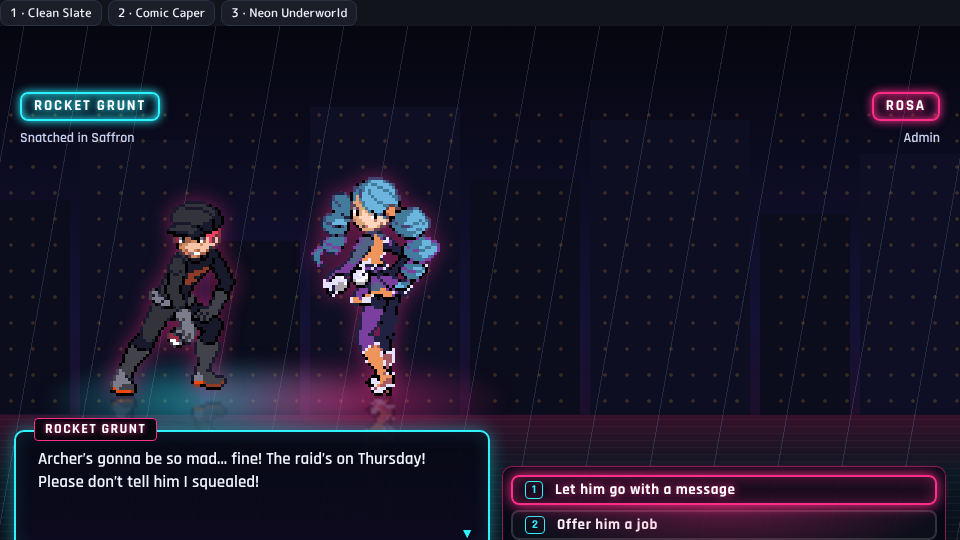 1 · Clean Slate
2 · Comic Caper
3 · Neon Underworld
ROCKET GRUNT
Snatched in Saffron
ROSA
Admin
ROCKET GRUNT
Archer's gonna be so mad... fine! The raid's on Thursday!
Please don't tell him I squealed!
1 Let him go with a message
2 Offer him a job